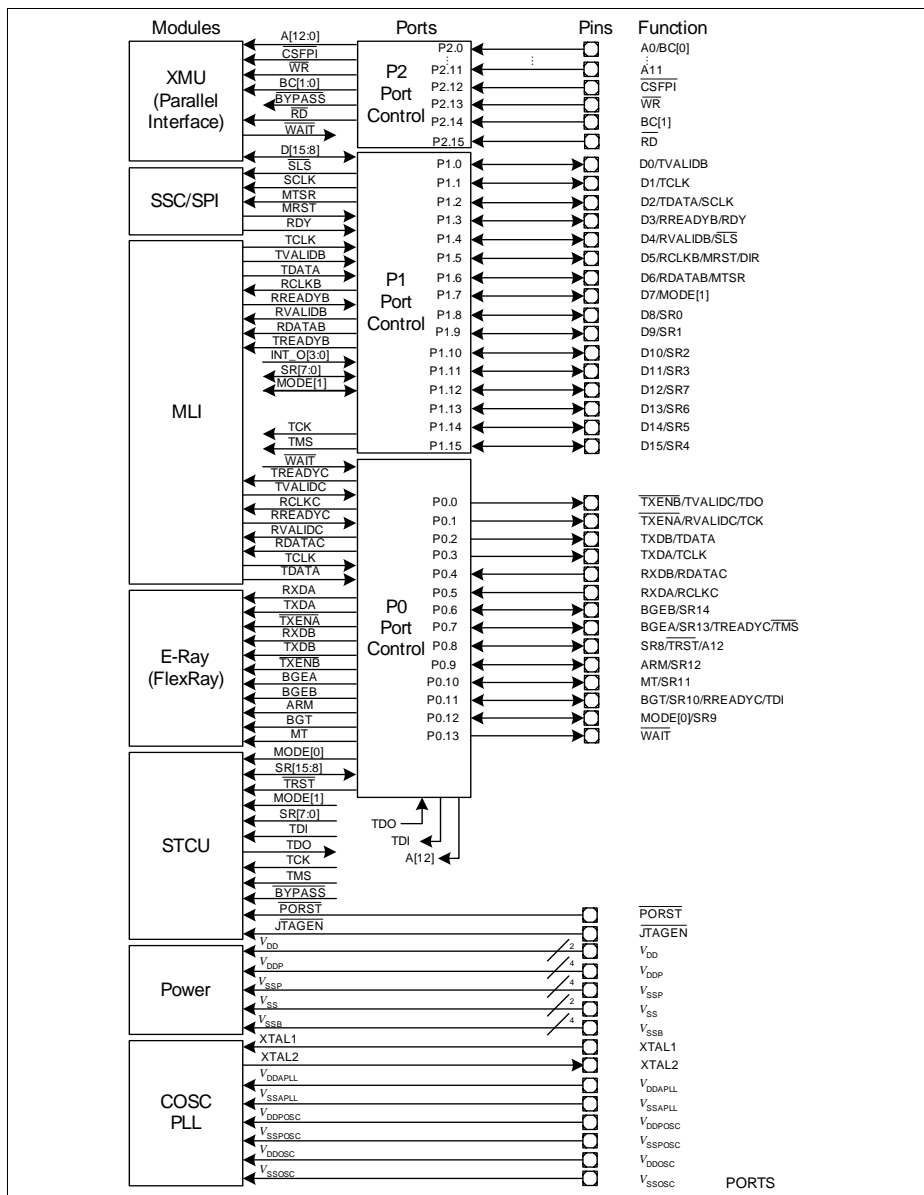 Modules Ports Pins Function
A[12:0] P2.0 A0/BC[0]
CSFPI P2.11 A11
WR P2.12 CSFPI
BC[1:0] P2.13 WR
BYPASS P2.14 BC[1]
RD P2.15 RD
WAIT
XMU
(Parallel
Interface)
P2
Port
Control
D[15:8] P1.0 D0/TVALIDB
SLS P1.1 D1/TCLK
SCLK P1.2 D2/TDATA/SCLK
MTSR P1.3 D3/RREADYB/RDY
MRST P1.4 D4/RVALIDB/SLS
RDY P1.5 D5/RCLKB/MRST/DIR
SSC/SPI
TCLK P1.6 D6/RDATAB/MTSR
TVALIDB P1.7 D7/MODE[1]
TDATA P1.8 D8/SR0
RCLKB P1.9 D9/SR1
RREADYB P1.10 D10/SR2
RVALIDB P1.11 D11/SR3
RDATAB P1.12 D12/SR7
TREADYB P1.13 D13/SR6
INT_O[3:0] P1.14 D14/SR5
SR[7:0] P1.15 D15/SR4
MODE[1]
P1
Port
Control
MLI
TCK
TMS
WAIT
TREADYC
TVALIDC P0.0 TXENB/TVALIDC/TDO
RCLKC P0.1 TXENA/RVALIDC/TCK
RREADYC P0.2 TXDB/TDATA
RVALIDC P0.3 TXDA/TCLK
RDATAC P0.4 RXDB/RDATAC
TCLK P0.5 RXDA/RCLKC
TDATA P0.6 BGEB/SR14
RXDA P0.7 BGEA/SR13/TREADYC/TMS
TXDA P0.8 SR8/TRST/A12
TXENA P0.9 ARM/SR12
RXDB P0.10 MT/SR11
TXDB P0.11 BGT/SR10/RREADYC/TDI
TXENB P0.12 MODE[0]/SR9
BGEA P0.13 WAIT
BGEB
ARM
BGT
MT
E-Ray
(FlexRay)
P0
Port
Control
MODE[0]
SR[15:8]
TRST
MODE[1]
SR[7:0]
TDI
TDO
TCK
TMS
BYPASS
STCU
TDO
TDI
A[12]
PORST PORST
JTAGEN JTAGEN
VDD 2 VDD
VDDP 4 VDDP
VSSP 4 VSSP
VSS 2 VSS
VSSB 4 VSSB
Power
XTAL1 XTAL1
XTAL2 XTAL2
VDDAPLL VDDAPLL
VSSAPLL VSSAPLL
VDDPOSC VDDPOSC
VSSPOSC VSSPOSC
VDDOSC VDDOSC
VSSOSC VSSOSC
COSC
PLL
PORTS